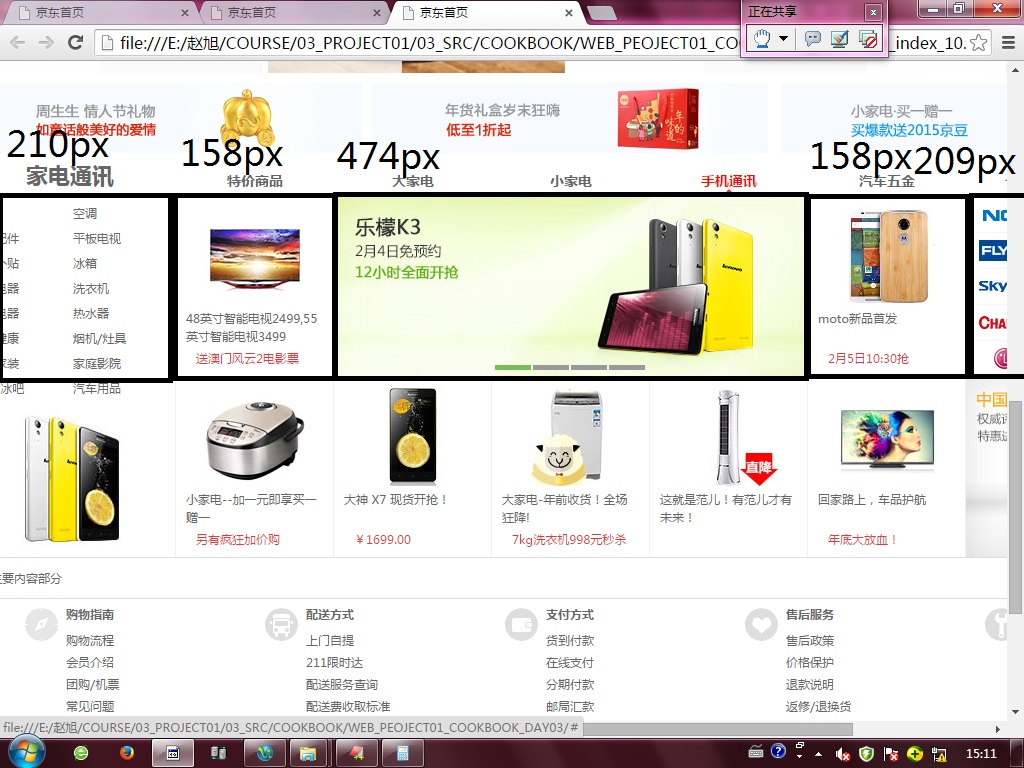 京东首页
京东首页
京东首页
正在共享
file:///E:/赵旭/COURSE/03_PROJECT01/03_SRC/COOKBOOK/WEB_PEOJECT01_COO
_index_10.
周生生 情人节礼物
如童话般美好的爱情
年货礼盒岁末狂嗨
低至1折起
年的味道
小家电·买一赠一
买爆款送2015京豆
210px
158px
474px
158px
209px
家电通讯
特价商品
大家电
小家电
手机通讯
汽车五金
空调
平板电视
冰箱
洗衣机
热水器
烟机/灶具
家庭影院
汽车用品
冰吧
48英寸智能电视2499,55
英寸智能电视3499
送澳门风云2电影票
乐檬K3
2月4日免预约
12小时全面开抢
lenovo
moto新品首发
2月5日10:30抢
FLY
Sky
小家电--加一元即享买一
赠一
另有疯狂加价购
大神 X7 现货开抢！
￥1699.00
大家电-年前收货！全场
狂降!
7kg洗衣机998元秒杀
直降
这就是范儿！有范儿才有
未来！
回家路上，车品护航
年底大放血！
中国
权威
特惠
主要内容部分
购物指南
购物流程
会员介绍
团购/机票
常见问题
配送方式
上门自提
211限时达
配送服务查询
配送费收取标准
支付方式
货到付款
在线支付
分期付款
邮局汇款
售后服务
售后政策
价格保护
退款说明
返修/退换货
file:///E:/赵旭/COURSE/03_PROJECT01/03_SRC/COOKBOOK/WEB_PEOJECT01_COOKBOOK_DAY03/#
15:11